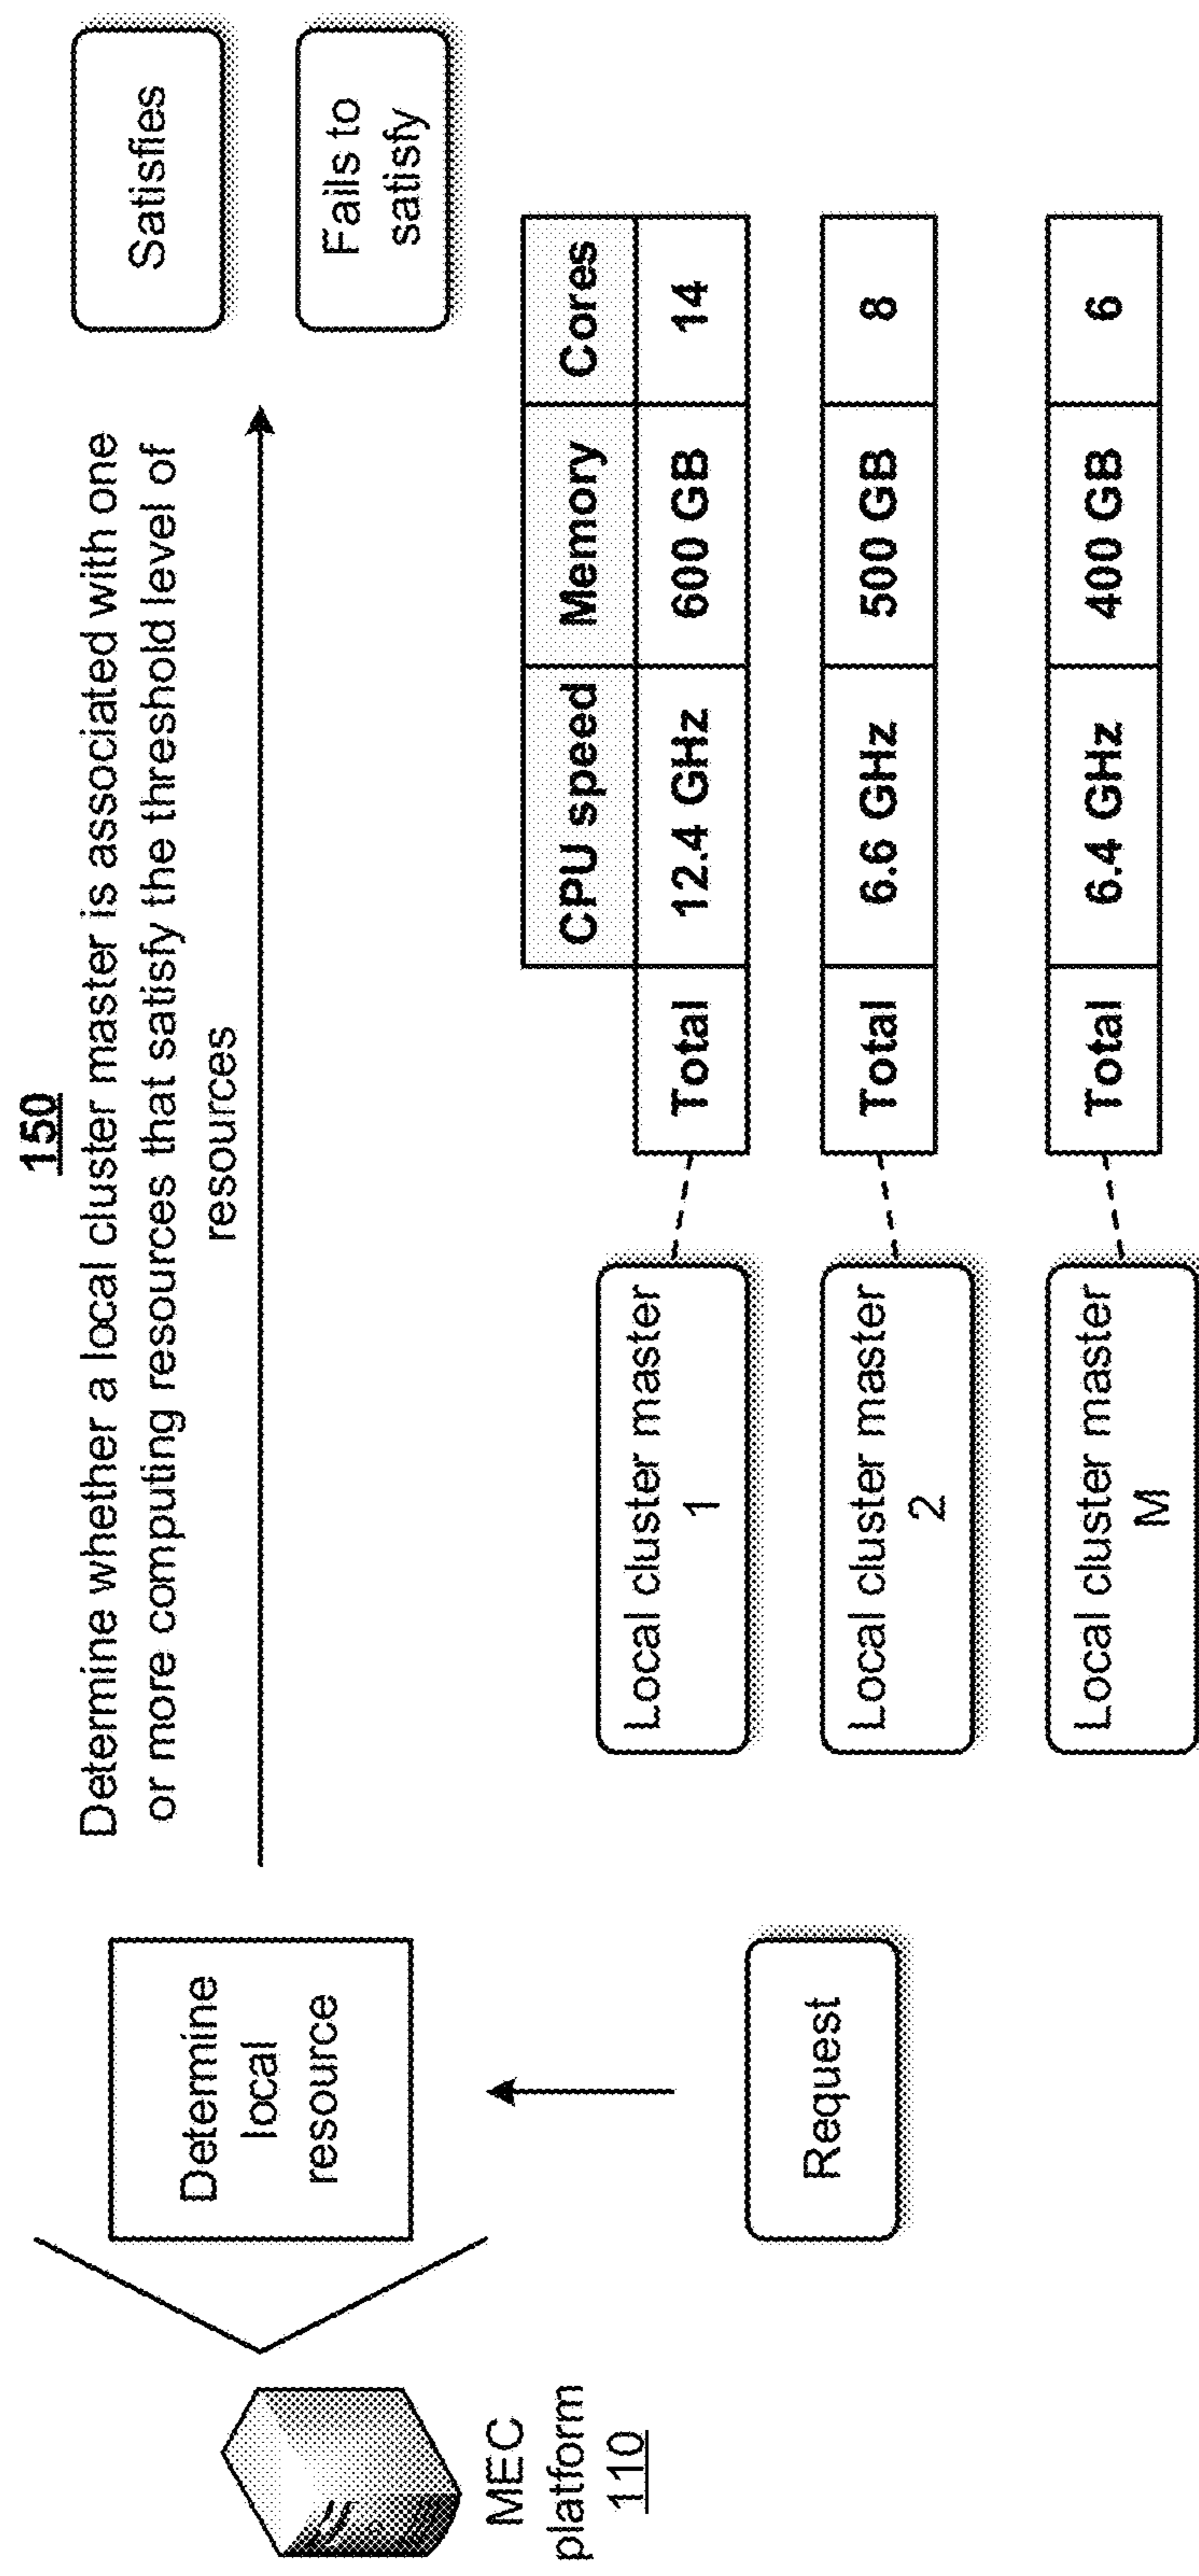 150
Determine whether a local cluster master is associated with one
or more computing resources that satisfy the threshold level of
resources
Satisfies
Fails to
satisfy
Determine
local
resource
MEC
platform
110
Request
CPU speed Memory Cores
Local cluster master
1
Total 12.4 GHz 600 GB 14
Local cluster master
2
Total 6.6 GHz 500 GB 8
Local cluster master
M
Total 6.4 GHz 400 GB 6